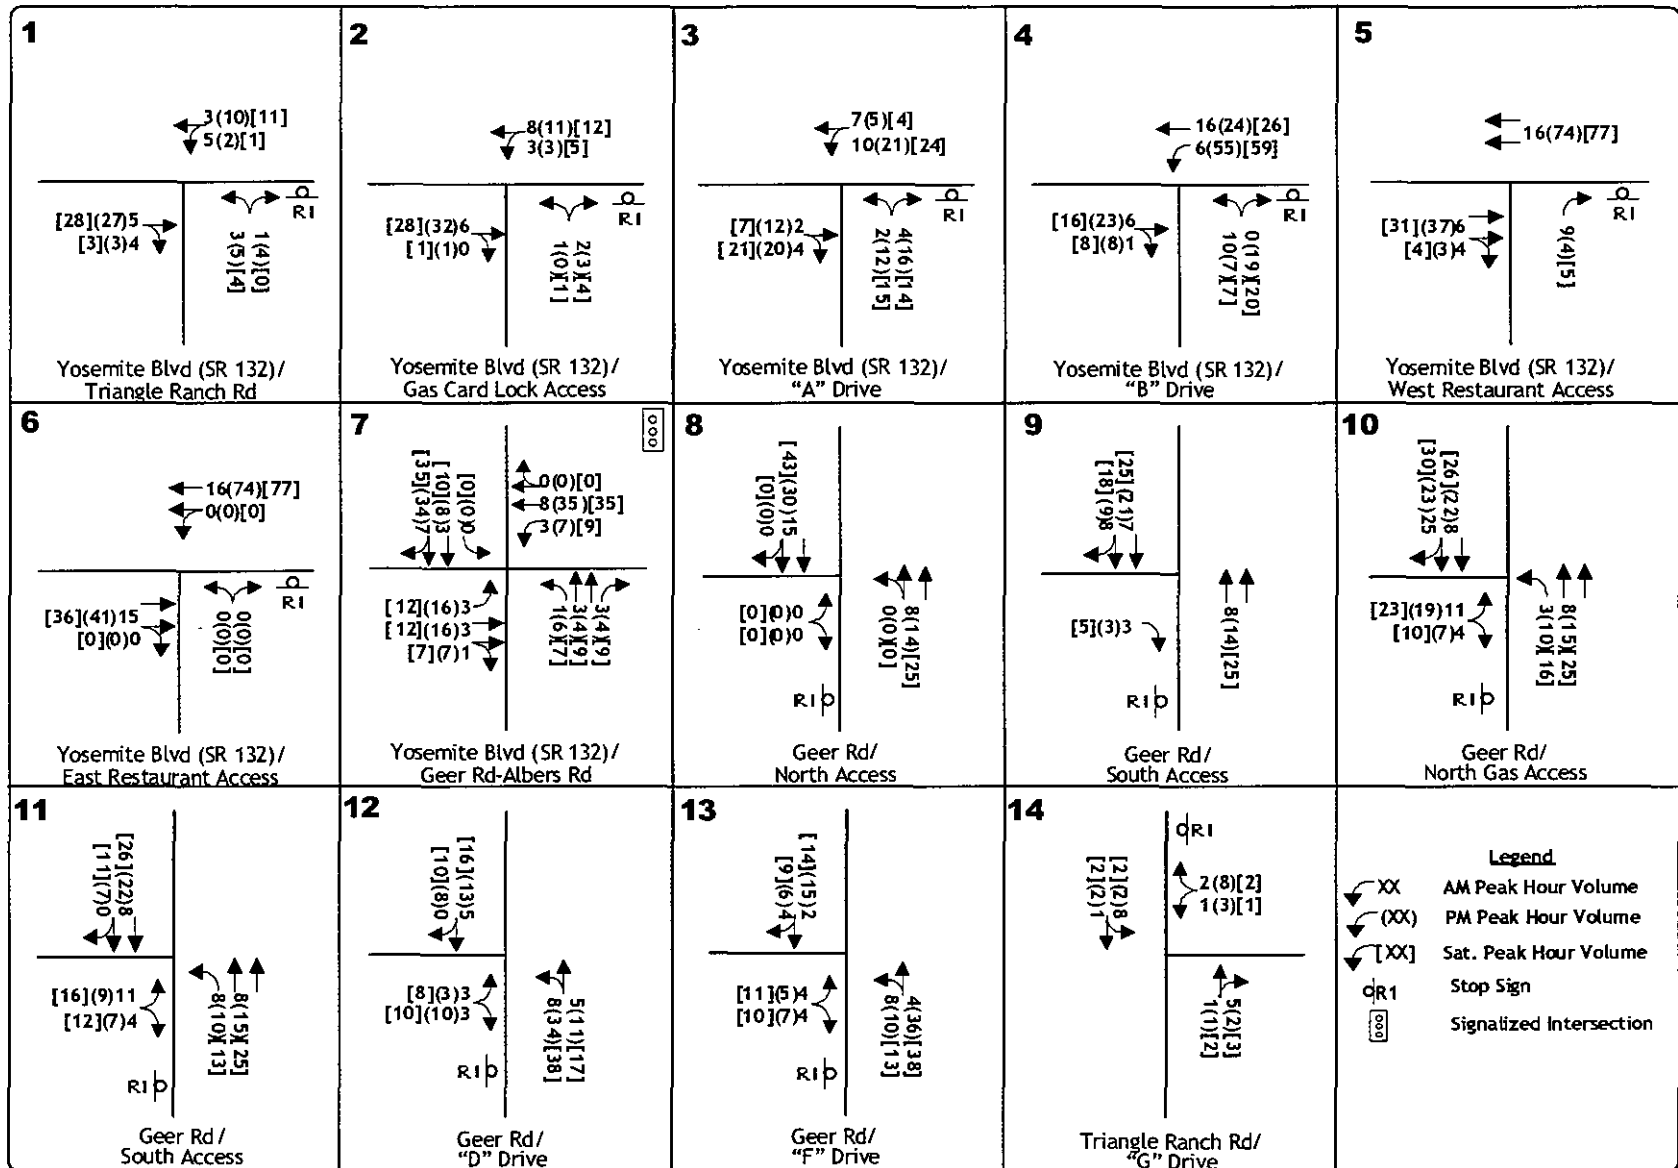 1
3(10)[11]
5(2)[1]
R1
[28](27)5
[3](3)4
3(5)[4]
1(4)[0]
Yosemite Blvd (SR 132)/
Triangle Ranch Rd
2
8(11)[12]
3(3)[5]
R1
[28](32)6
[1](1)0
1(0)[1]
2(3)[4]
Yosemite Blvd (SR 132)/
Gas Card Lock Access
3
7(5)[4]
10(21)[24]
R1
[7](12)2
[21](20)4
2(12)[15]
4(16)[14]
Yosemite Blvd (SR 132)/
"A" Drive
4
16(24)[26]
6(55)[59]
R1
[16](23)6
[8](8)1
10(7)[7]
0(19)[20]
Yosemite Blvd (SR 132)/
"B" Drive
5
16(74)[77]
R1
[31](37)6
[4](3)4
9(4)[5]
Yosemite Blvd (SR 132)/
West Restaurant Access
6
16(74)[77]
0(0)[0]
R1
[36](41)15
[0](0)0
0(0)[0]
0(0)[0]
Yosemite Blvd (SR 132)/
East Restaurant Access
7
[35](34)7
[10](8)3
[0](0)0
0(0)[0]
8(35)[35]
3(7)[9]
[12](16)3
[12](16)3
[7](7)1
1(6)[7]
3(4)[9]
3(4)[9]
Yosemite Blvd (SR 132)/
Geer Rd-Albers Rd
8
[0](0)0
[43](30)15
[0](0)0
[0](0)0
0(0)[0]
8(14)[25]
R1
Geer Rd/
North Access
9
[18](9)8
[25](21)7
[5](3)3
8(14)[25]
R1
Geer Rd/
South Access
10
[30](23)25
[26](22)8
[23](19)11
[10](7)4
3(10)[16]
8(15)[25]
R1
Geer Rd/
North Gas Access
11
[11](7)0
[26](22)8
[16](9)11
[12](7)4
8(10)[13]
8(15)[25]
R1
Geer Rd/
South Access
12
[10](8)0
[16](13)5
[8](3)3
[10](10)3
8(34)[38]
5(11)[17]
R1
Geer Rd/
"D" Drive
13
[9](6)4
[14](15)2
[11](5)4
[10](7)4
8(10)[13]
4(36)[38]
R1
Geer Rd/
"F" Drive
14
R1
[2](2)1
[2](2)8
2(8)[2]
1(3)[1]
1(1)[2]
5(2)[3]
Triangle Ranch Rd/
"G" Drive
Legend
XX AM Peak Hour Volume
(XX) PM Peak Hour Volume
[XX] Sat. Peak Hour Volume
R1 Stop Sign
Signalized Intersection